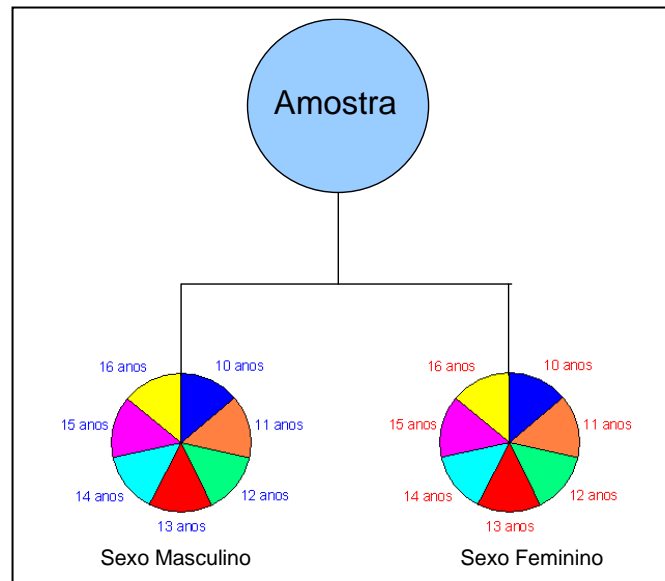 Amostra
16 anos
10 anos
15 anos
11 anos
14 anos
12 anos
13 anos
Sexo Masculino
16 anos
10 anos
15 anos
11 anos
14 anos
12 anos
13 anos
Sexo Feminino